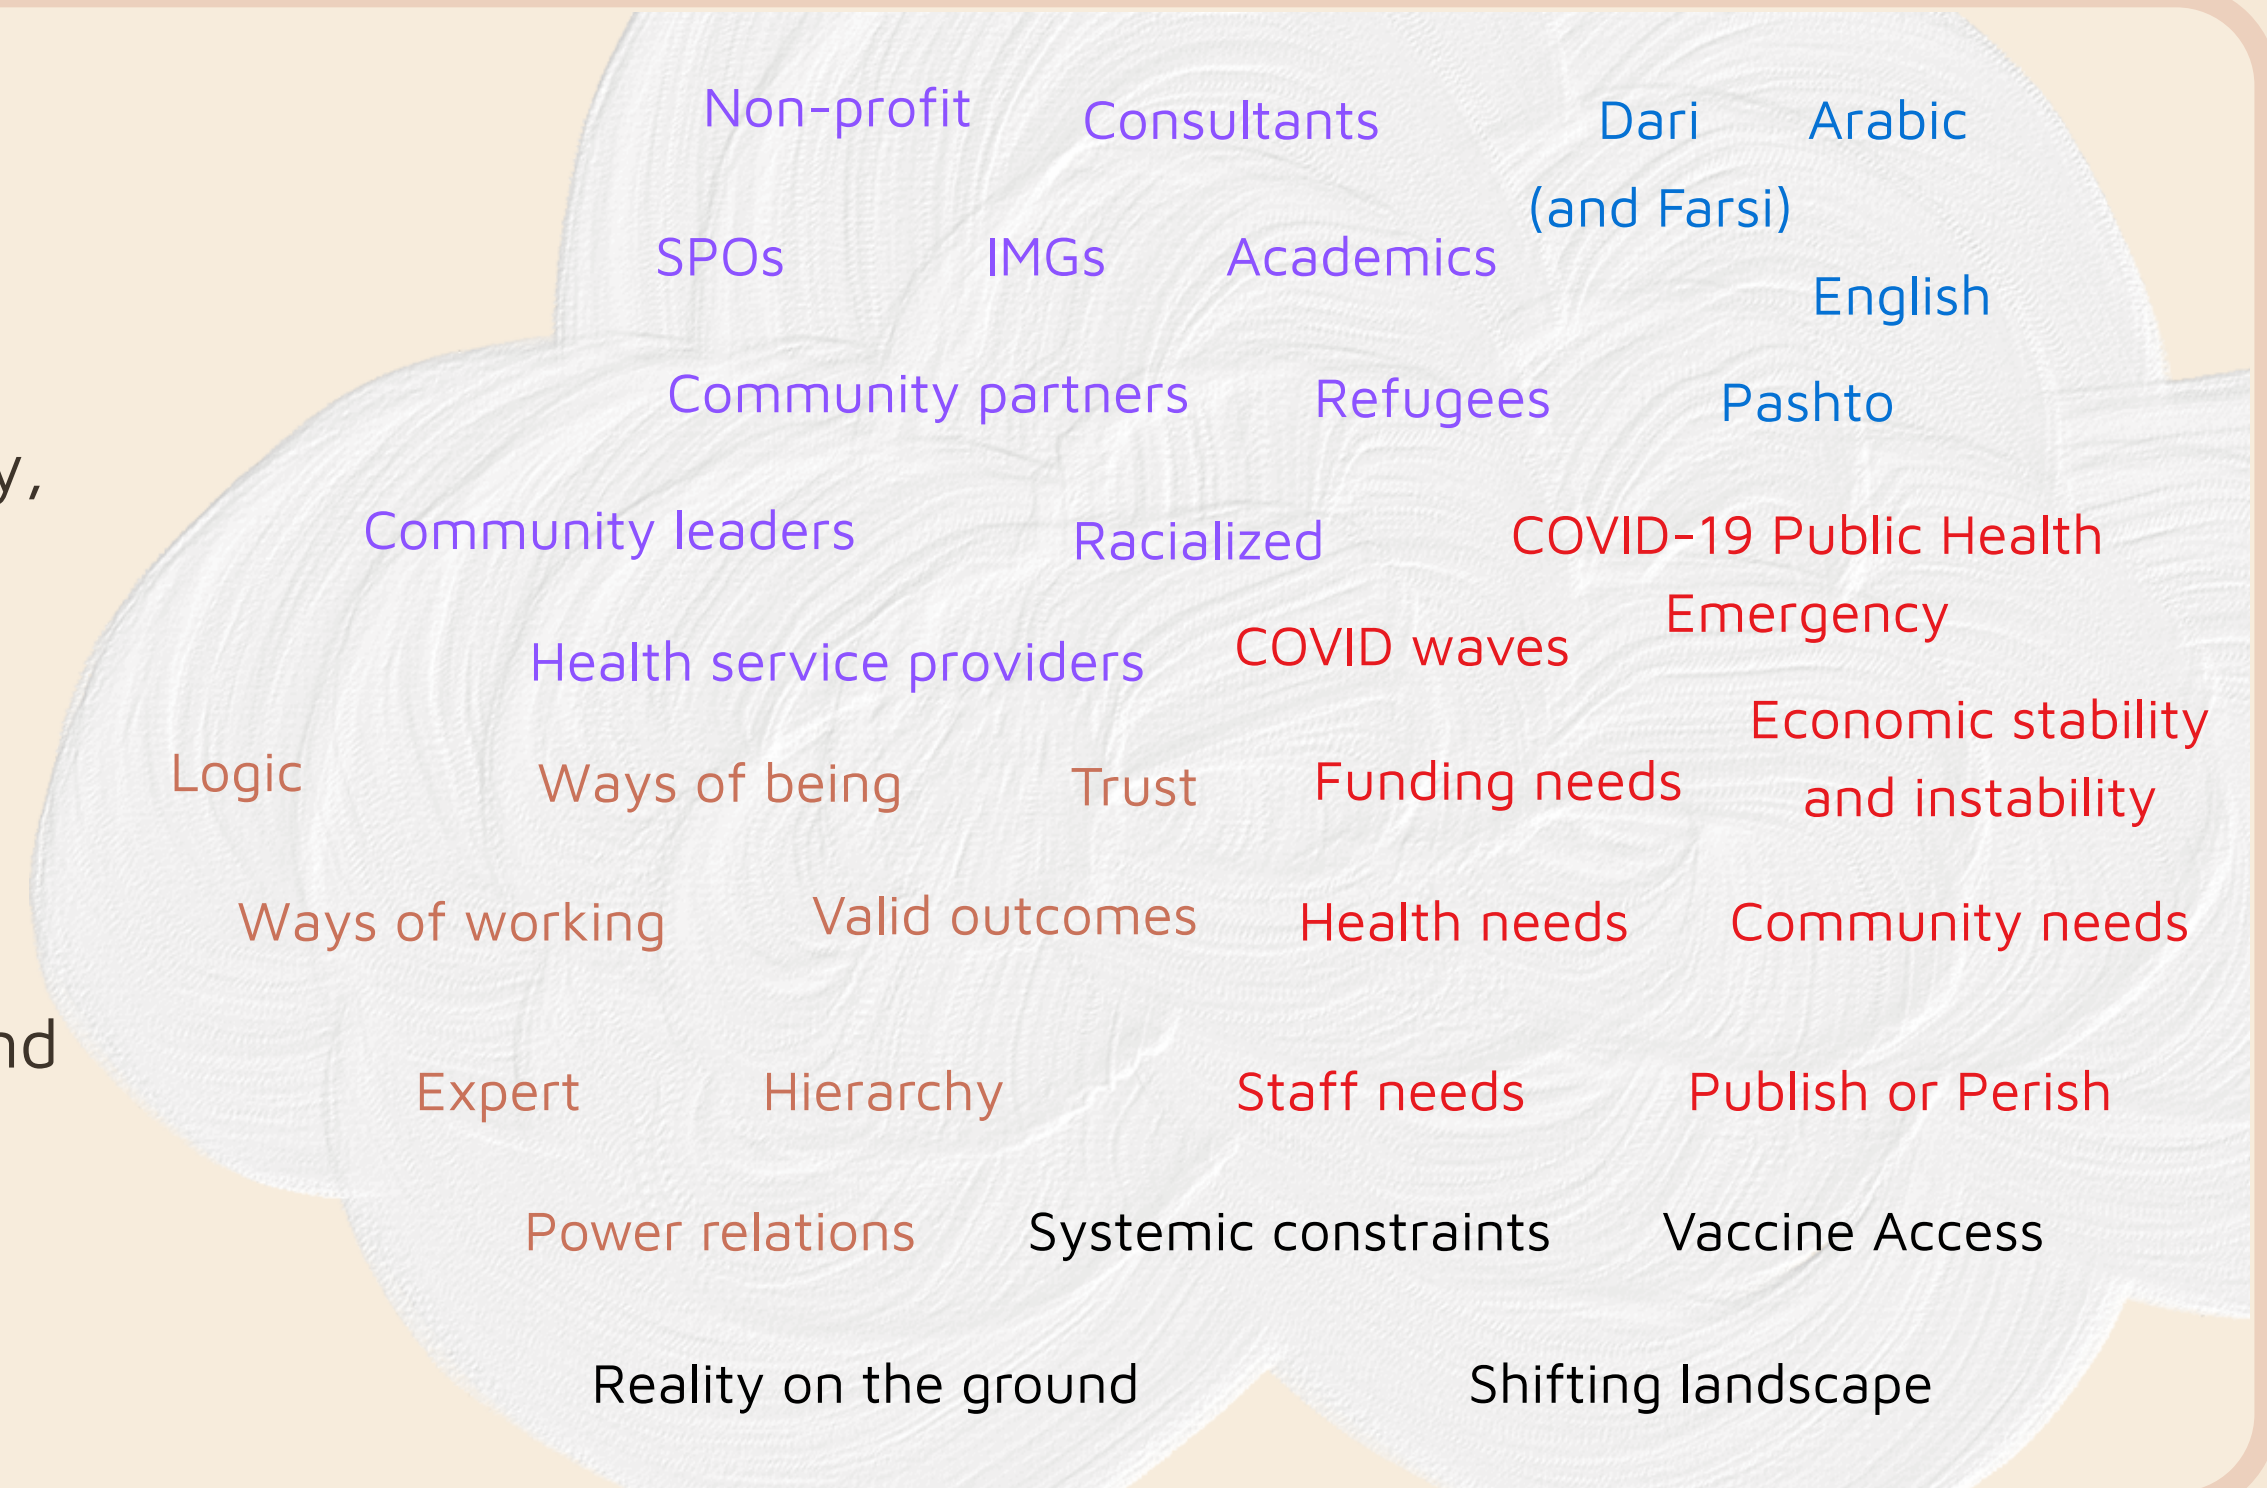 Non-profit
Consultants
Dari
Arabic
(and Farsi)
SPOs
IMGs
Academics
English
Community partners
Refugees
Pashto
Community leaders
Racialized
COVID-19 Public Health
Emergency
Health service providers
COVID waves
Economic stability
and instability
Logic
Ways of being
Trust
Funding needs
Ways of working
Valid outcomes
Health needs
Community needs
Expert
Hierarchy
Staff needs
Publish or Perish
Power relations
Systemic constraints
Vaccine Access
Reality on the ground
Shifting landscape